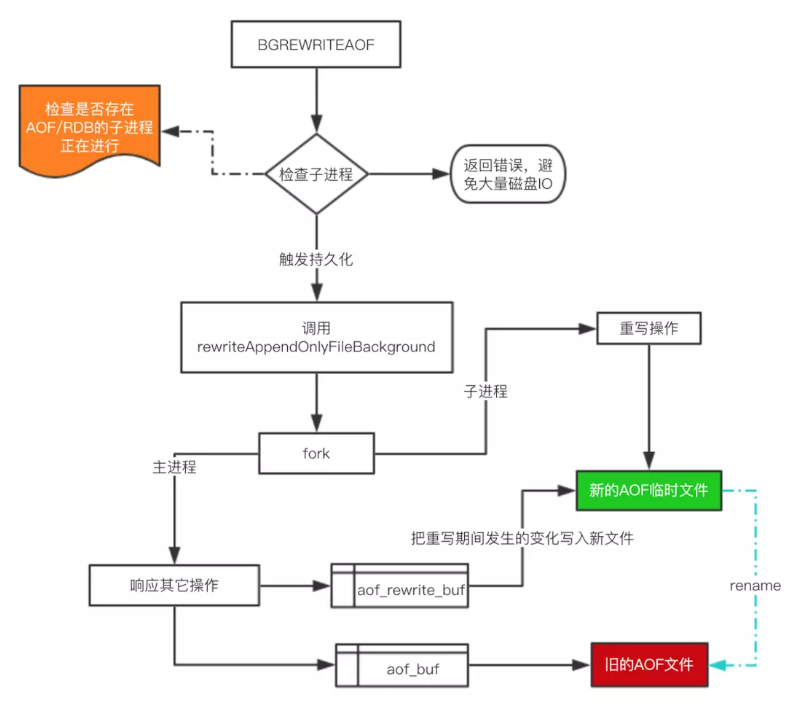 BGREWRITEAOF
检查是否存在
AOF/RDB的子进程
正在进行
检查子进程
返回错误，避
免大量磁盘IO
触发持久化
调用
rewriteAppendOnlyFileBackground
重写操作
子进程
fork
主进程
新的AOF临时文件
把重写期间发生的变化写入新文件
响应其它操作
aof_rewrite_buf
rename
aof_buf
旧的AOF文件